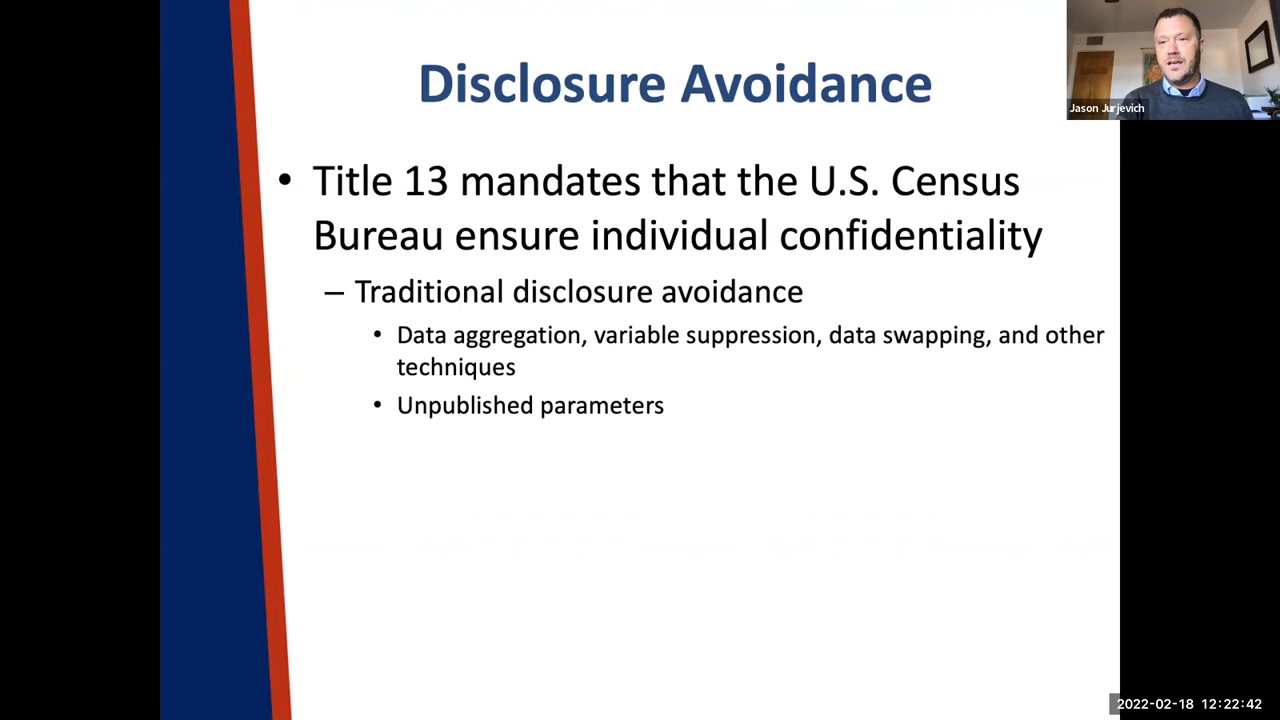 Disclosure Avoidance
Jason Jurjevich
• Title 13 mandates that the U.S. Census
Bureau ensure individual confidentiality
– Traditional disclosure avoidance
• Data aggregation, variable suppression, data swapping, and other
techniques
• Unpublished parameters
2022-02-18 12:22:42